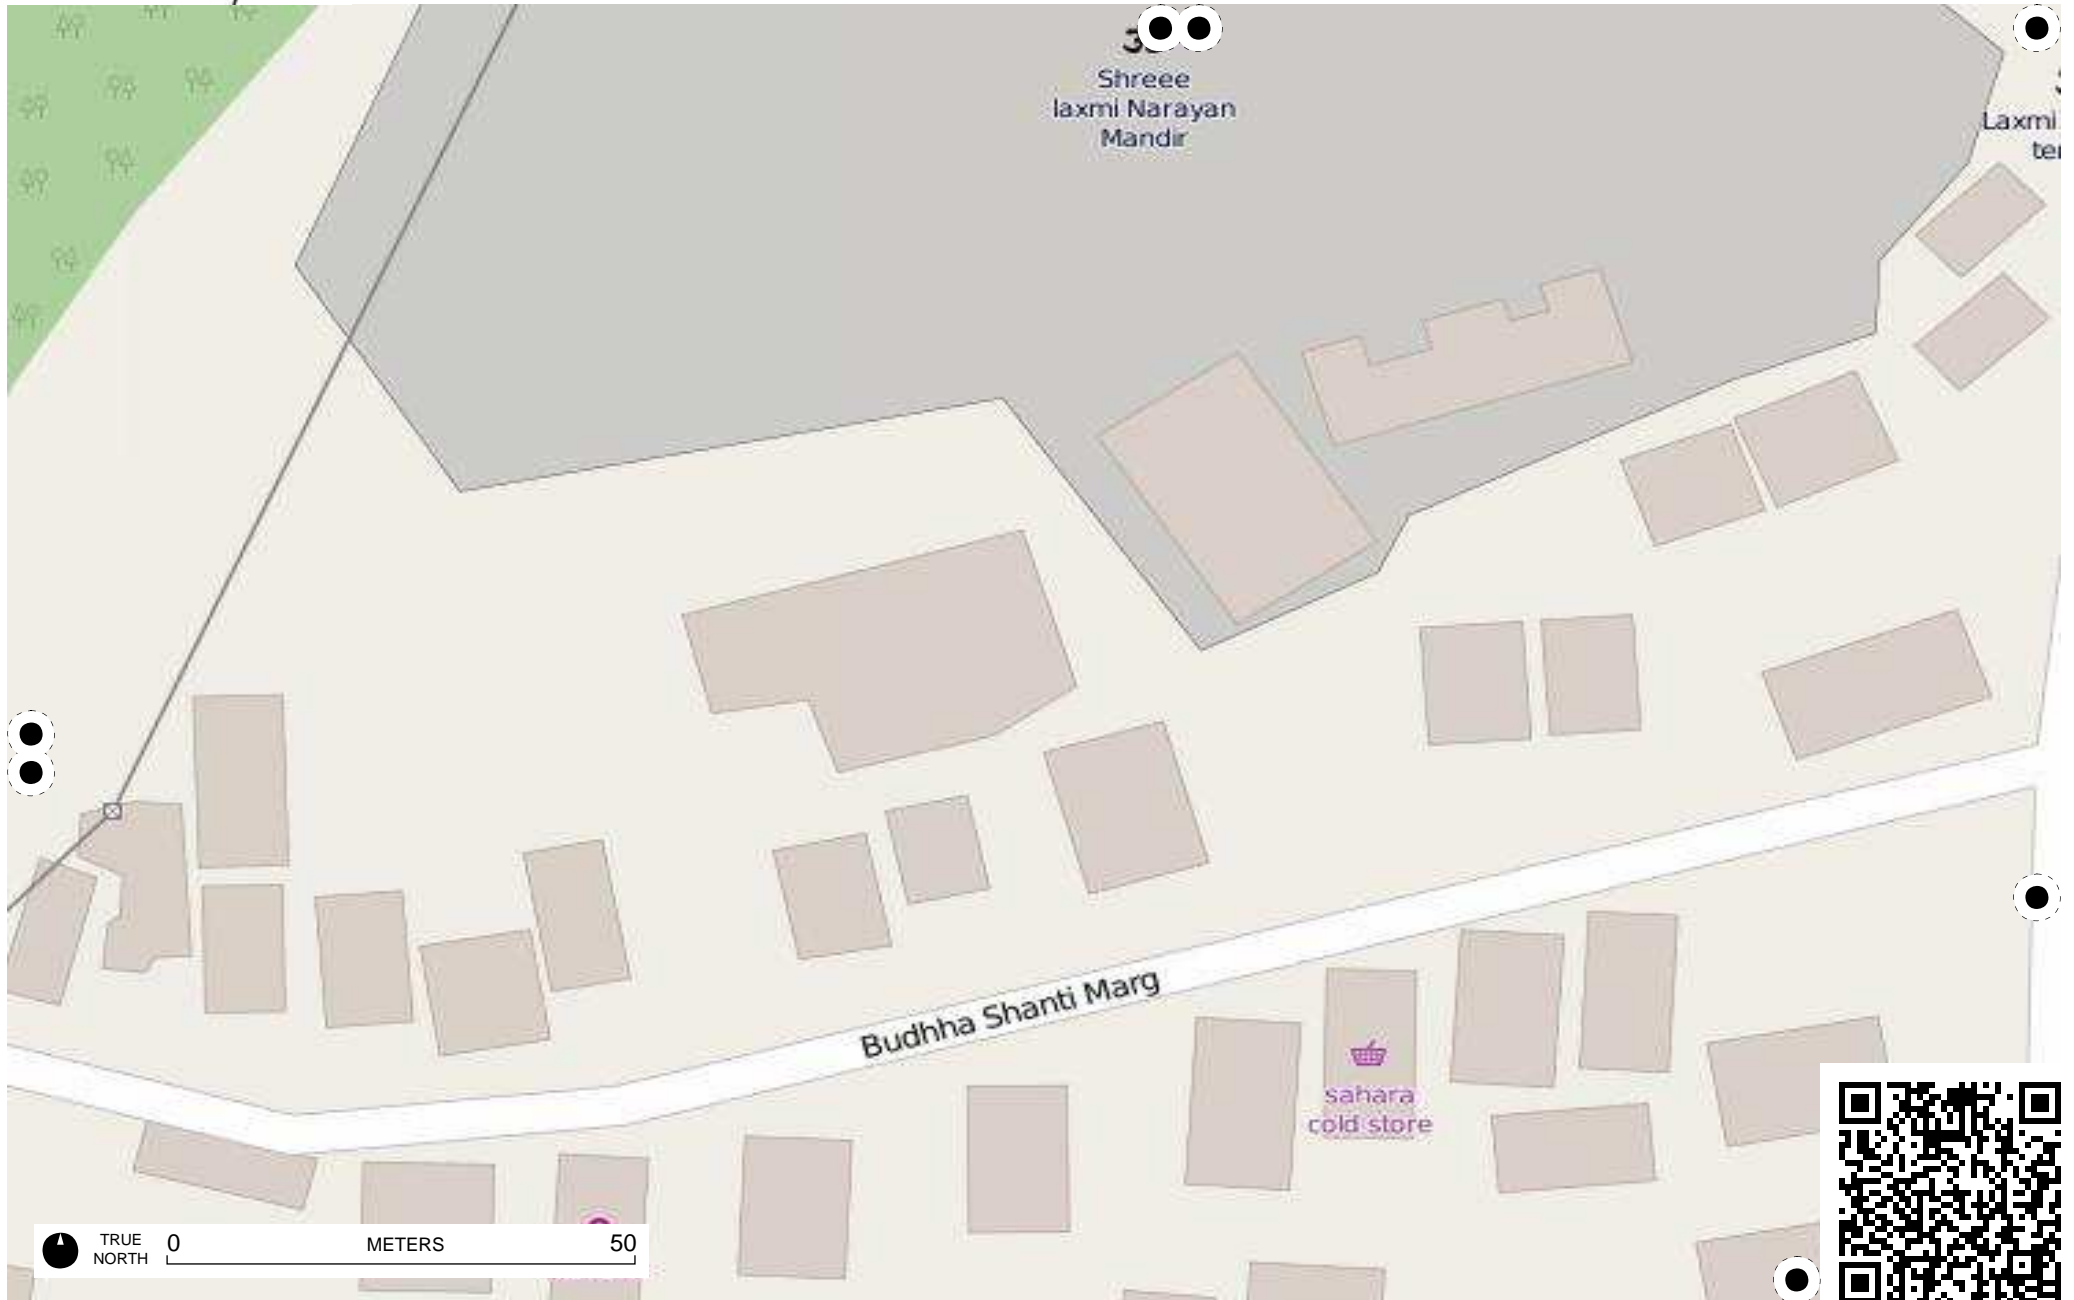 Shreee
laxmi Narayan
Mandir
Laxmi
Budhha Shanti Marg
sahara
cold store
TRUE
NORTH
0
METERS
50